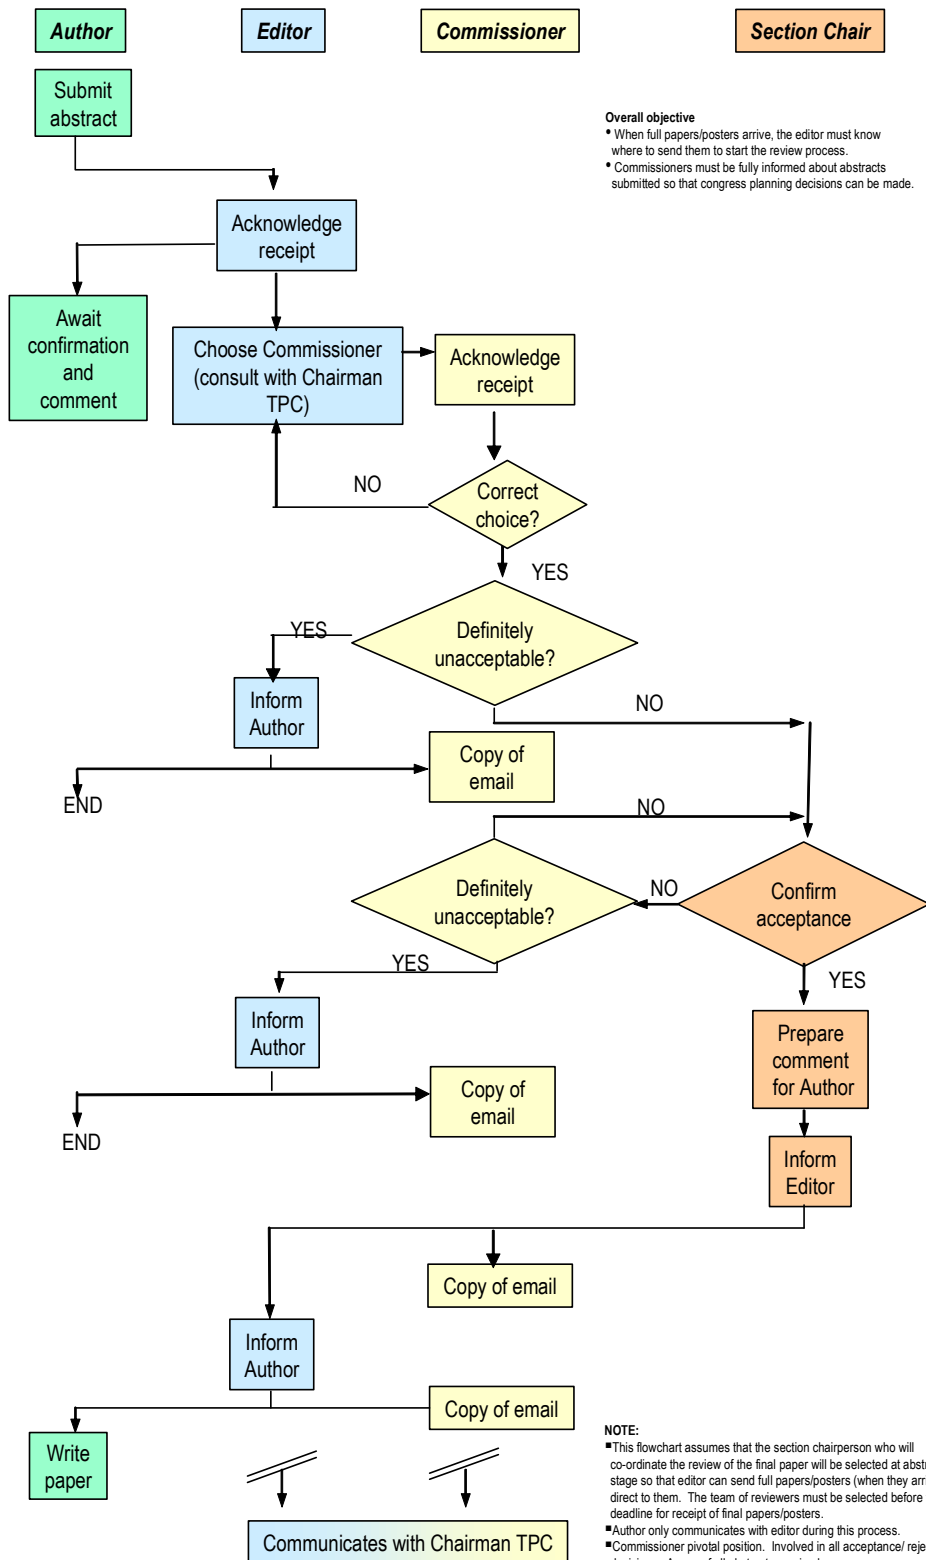 Author
Editor
Commissioner
Section Chair
Submit
abstract
Overall objective
• When full papers/posters arrive, the editor must know
where to send them to start the review process.
• Commissioners must be fully informed about abstracts
submitted so that congress planning decisions can be made.
Acknowledge
receipt
Await
confirmation
and
comment
Choose Commissioner
(consult with Chairman
TPC)
Acknowledge
receipt
NO
Correct
choice?
YES
Definitely
unacceptable?
YES
Inform
Author
NO
Copy of
email
END
NO
Definitely
unacceptable?
NO
Confirm
acceptance
YES
YES
Inform
Author
Prepare
comment
for Author
Copy of
email
END
Inform
Editor
Copy of email
Inform
Author
Copy of email
Write
paper
NOTE:
▪This flowchart assumes that the section chairperson who will
co-ordinate the review of the final paper will be selected at
stage so that editor can send full papers/posters (when they
direct to them. The team of reviewers must be selected before
deadline for receipt of final papers/posters.
▪Author only communicates with editor during this process.
▪Commissioner pivotal position. Involved in all acceptance/
Communicates with Chairman TPC